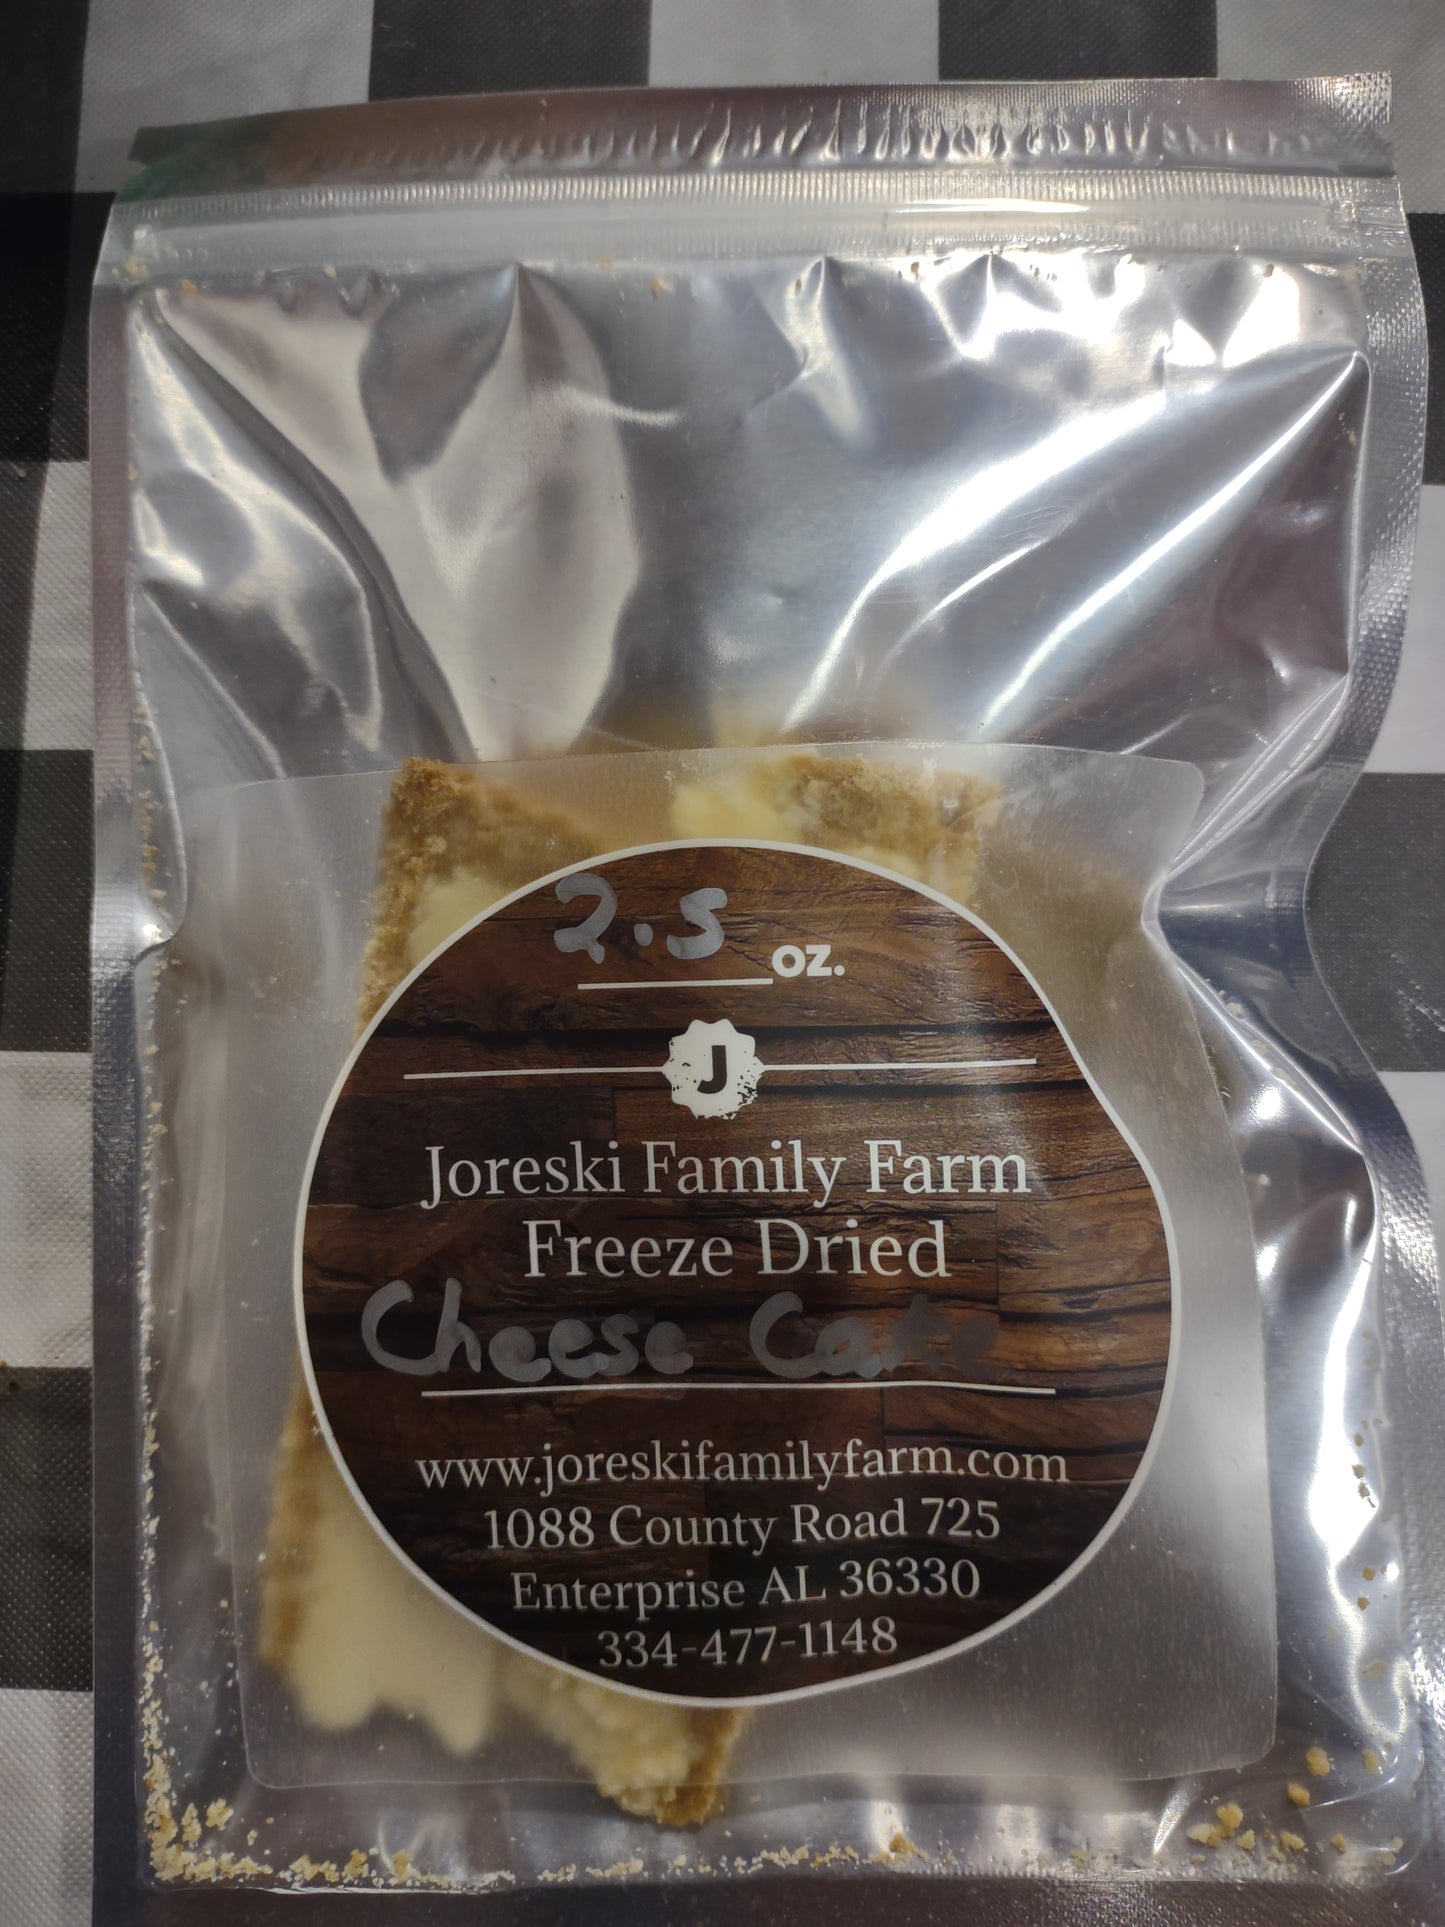 2.5 oz.
J
Joreski Family Farm
Freeze Dried
Cheese Cake
www.joreskifamilyfarm.com
1088 County Road 725
Enterprise AL 36330
334-477-1148